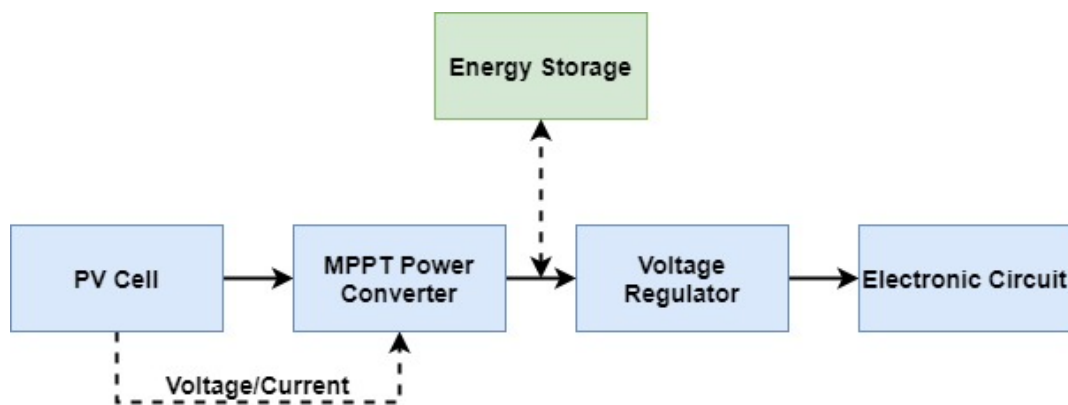 Energy Storage
PV Cell
MPPT Power
Converter
Voltage
Regulator
Electronic Circuit
Voltage/Current